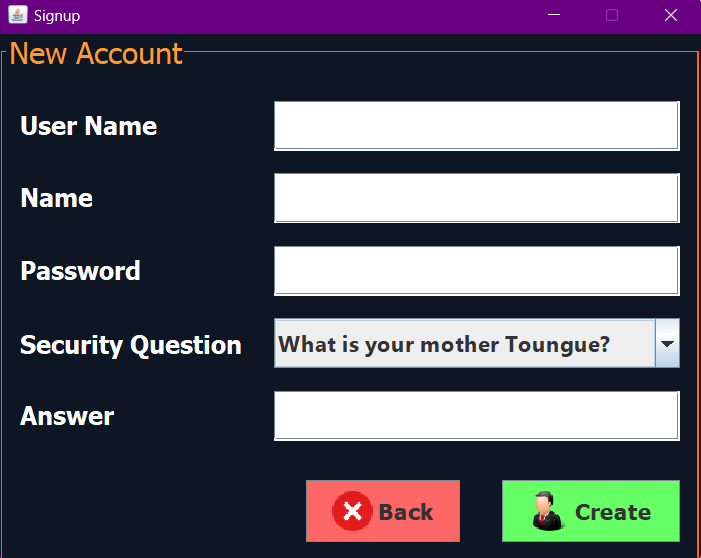 Signup
New Account
User Name
Name
Password
Security Question
What is your mother Toungue?
Answer
Back
Create